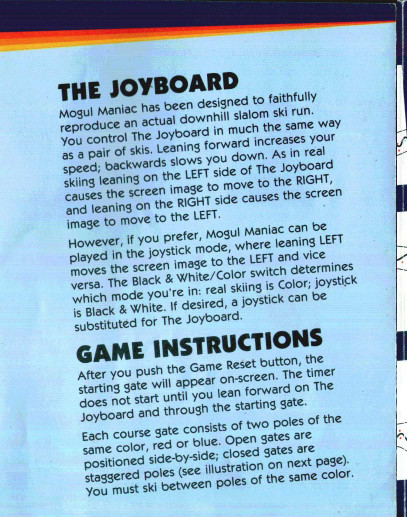 THE JOYBOARD
Mogul Maniac has been designed to faithfully
reproduce an actual downhill slalom ski run.
You control The Joyboard in much the same way
as a pair of skis. Leaning forward increases your
speed; backwards slows you down. As in real
skiing leaning on the LEFT side of The Joyboard
causes the screen image to move to the RIGHT,
and leaning on the RIGHT side causes the screen
image to move to the LEFT.
However, if you prefer, Mogul Maniac can be
played in the joystick mode, where leaning LEFT
moves the screen image to the LEFT and vice
versa. The Black & White/Color switch determines
which mode you're in: real skiing is Color; joystick
is Black & White. If desired, a joystick can be
substituted for The Joyboard.
GAME INSTRUCTIONS
After you push the Game Reset button, the
starting gate will appear on-screen. The timer
does not start until you lean forward on The
Joyboard and through the starting gate.
Each course gate consists of two poles of the
same color, red or blue. Open gates are
positioned side-by-side; closed gates are
staggered poles (see illustration on next page).
You must ski between poles of the same color.